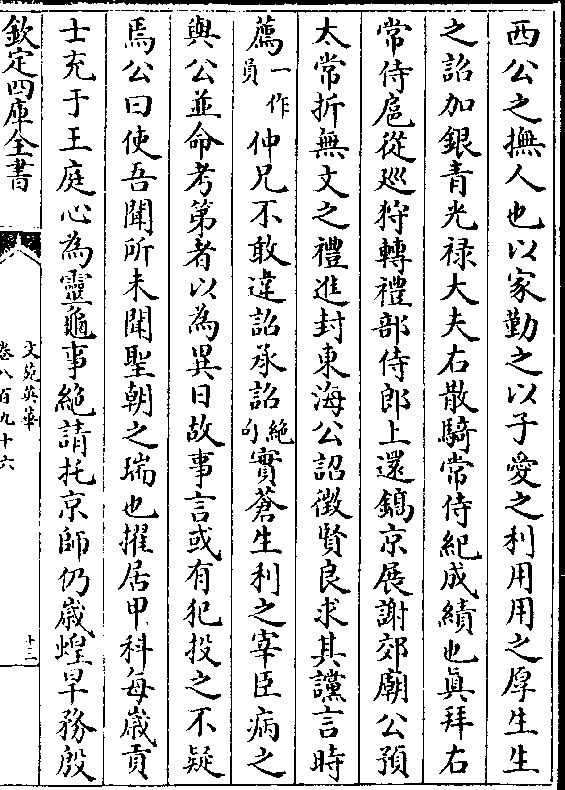 西公之撫人也以家勤之以子愛之利用用之厚生生
之詔加銀青光禄大夫右散騎常侍紀成績也真拜右
常侍扈從廵狩轉禮部侍郎上還鎬京展謝郊廟公預
太常折無文之禮進封東海公詔徴賢良求其讜言時
薦一作員仲兄不敢違詔承詔絶句實蒼生利之宰臣病之
與公並命考第者以為異日故事言或有犯投之不疑
焉公曰使吾聞所未聞聖朝之瑞也擢居甲科每歳貢
士充于王庭心為靈龜事絶請托京師仍歳蝗旱務殷
欽定四庫全書
文苑英華
卷八百九十六
十三